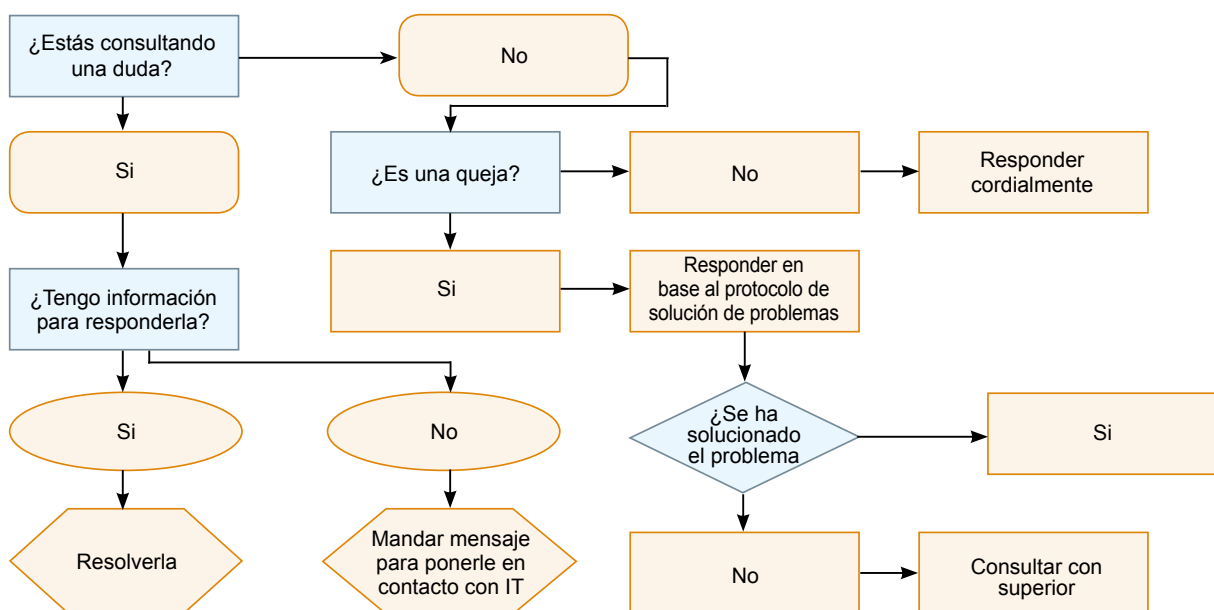 ¿Estás consultando
una duda?
No
Si
¿Es una queja?
No
Responder
cordialmente
¿Tengo información
para responderla?
Si
Responder en
base al protocolo de
solución de problemas
Si
No
¿Se ha
solucionado
el problema
Si
Resolverla
Mandar mensaje
para ponerle en
contacto con IT
No
Consultar con
superior